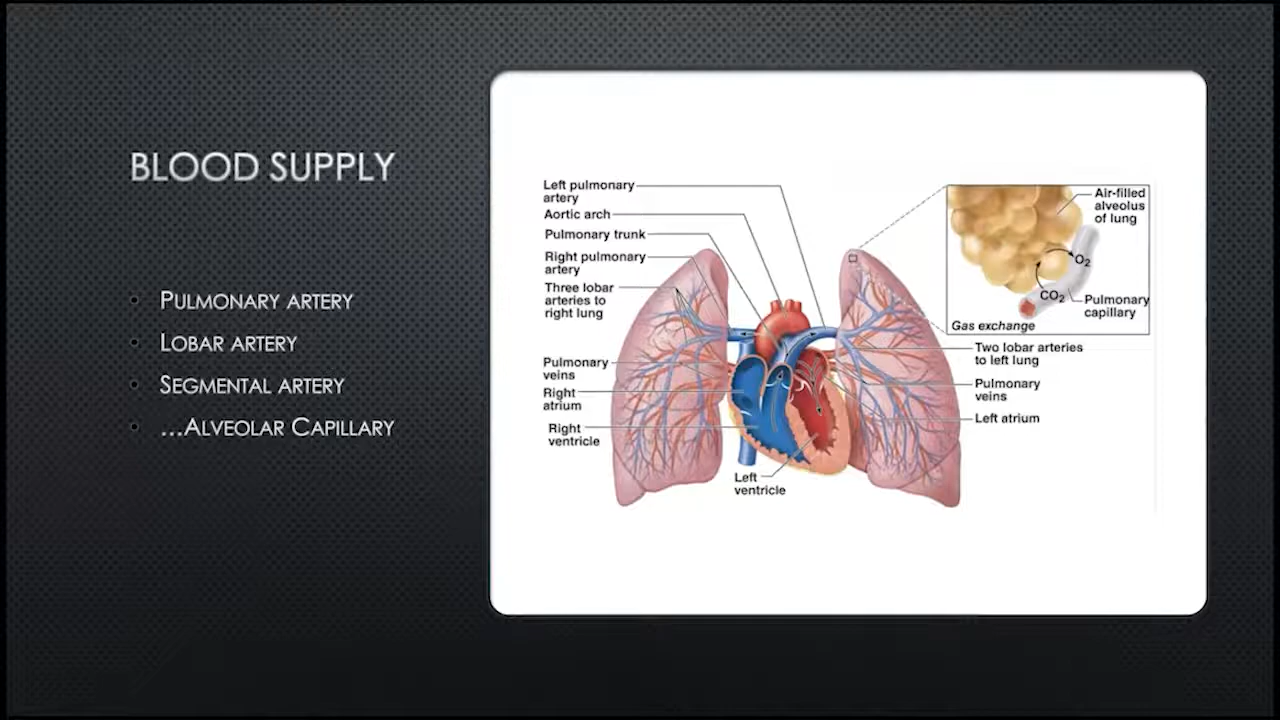 BLOOD SUPPLY
• PULMONARY ARTERY
• LOBAR ARTERY
• SEGMENTAL ARTERY
• …ALVEOLAR CAPILLARY
Left pulmonary
artery
Aortic arch
Pulmonary trunk
Right pulmonary
artery
Three lobar
arteries to
right lung
Pulmonary
veins
Right
atrium
Right
ventricle
Left
ventricle
Air-filled
alveolus
of lung
O2
CO2
Pulmonary
capillary
Gas exchange
Two lobar arteries
to left lung
Pulmonary
veins
Left atrium